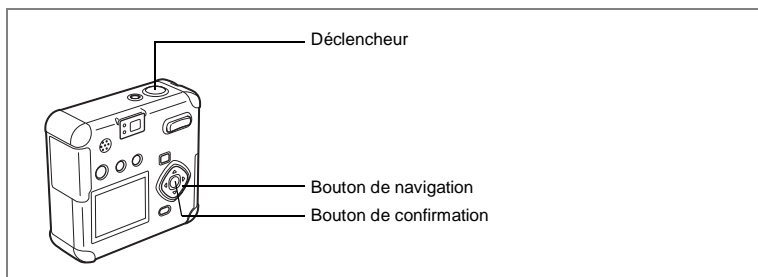 Déclencheur
Bouton de navigation
Bouton de confirmation